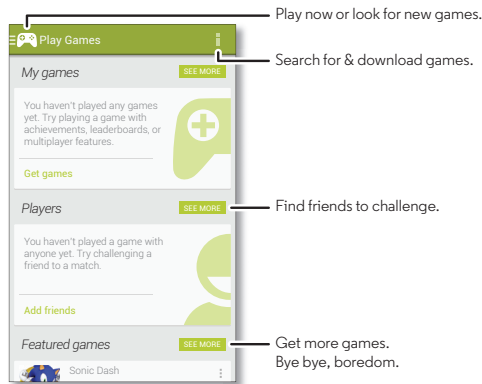 Play now or look for new games.
Play Games
Search for & download games.
My games
SEE MORE
You haven't played any games
yet. Try playing a game with
achievements, leaderboards, or
multiplayer features.
Get games
Players
SEE MORE
Find friends to challenge.
You haven't played a game with
anyone yet. Try challenging a
friend to a match.
Add friends
Featured games
SEE MORE
Get more games.
Bye bye, boredom.
Sonic Dash